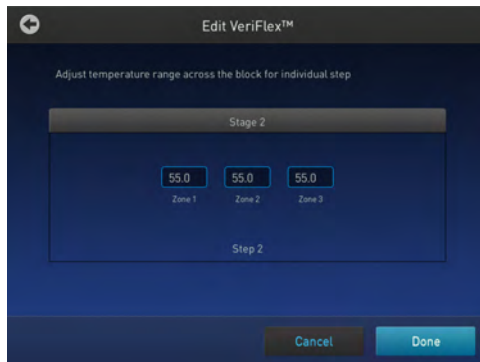 Edit VeriFlex™
Adjust temperature range across the block for individual step
Stage 2
55.0 55.0 55.0
Zone 1 Zone 2 Zone 3
Step 2
Cancel Done